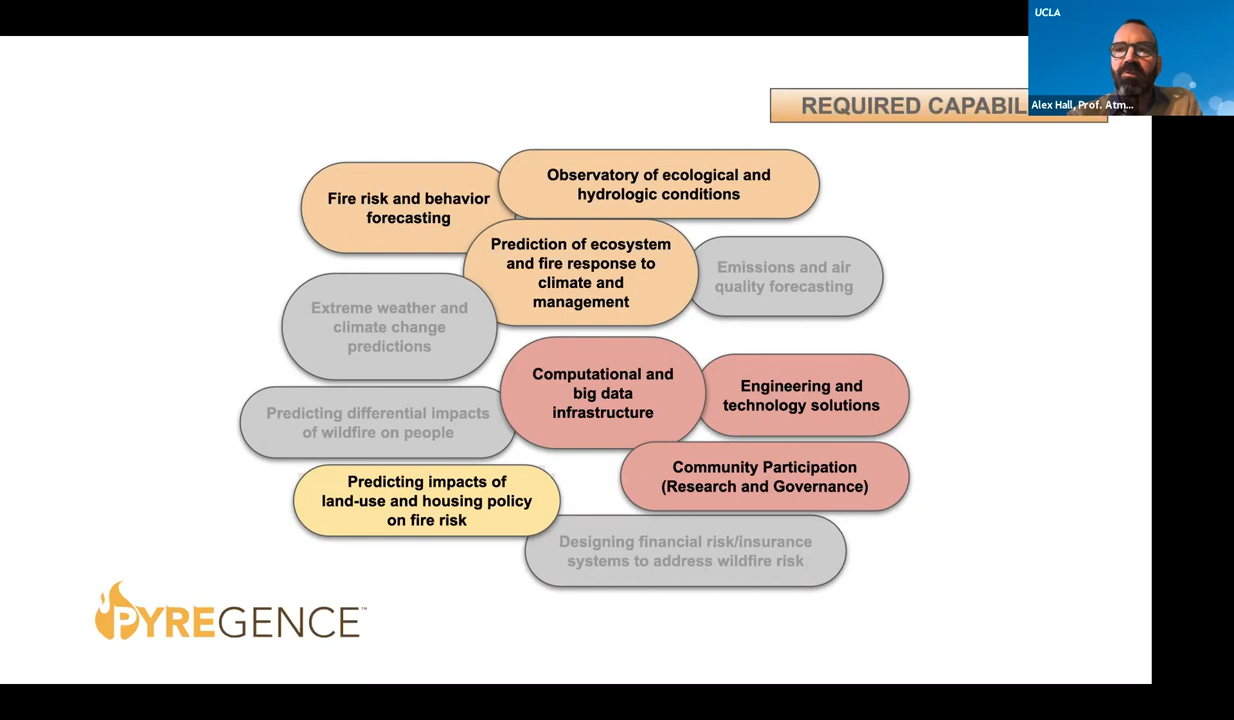 UCLA
Alex Hall, Prof. Atm...
REQUIRED CAPABIL
Fire risk and behavior
forecasting
Observatory of ecological and
hydrologic conditions
Prediction of ecosystem
and fire response to
climate and
management
Emissions and air
quality forecasting
Extreme weather and
climate change
predictions
Computational and
big data
infrastructure
Engineering and
technology solutions
Predicting differential impacts
of wildfire on people
Community Participation
(Research and Governance)
Predicting impacts of
land-use and housing policy
on fire risk
Designing financial risk/insurance
systems to address wildfire risk
PYREGENCE™